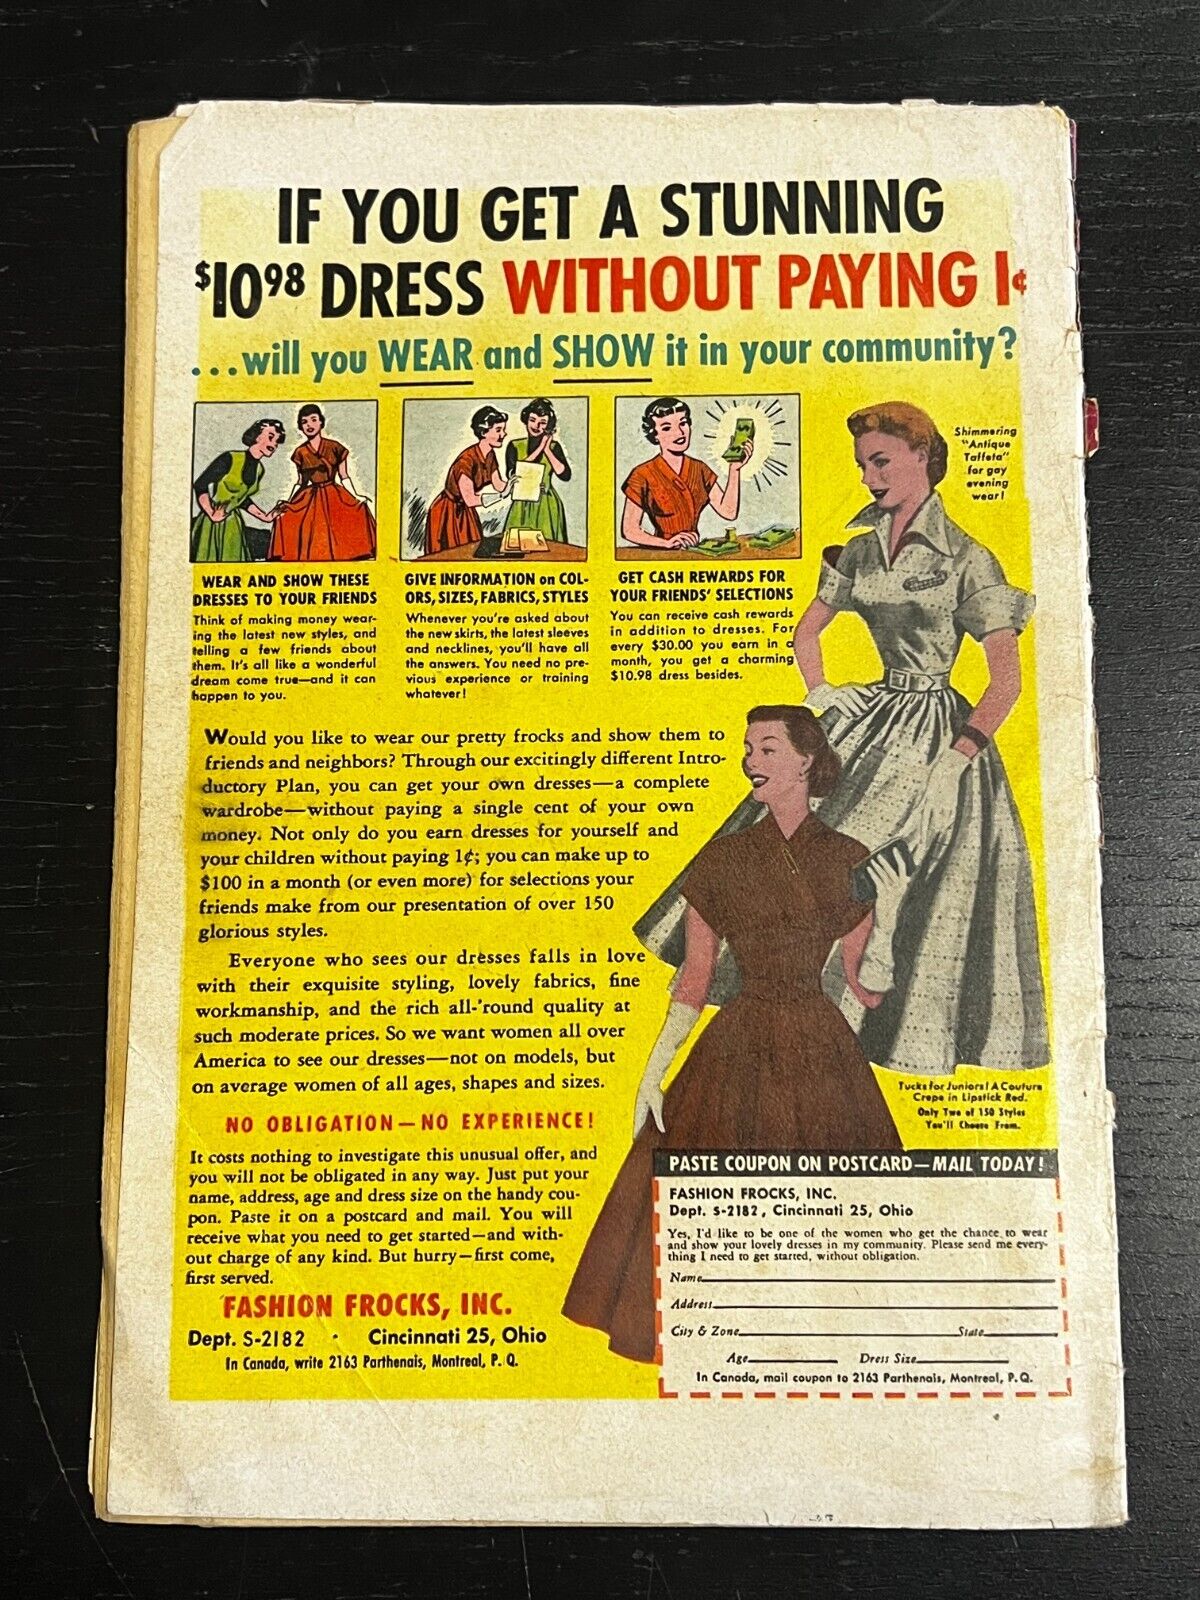 IF YOU GET A STUNNING
$10.98 DRESS WITHOUT PAYING 1¢
...will you WEAR and SHOW it in your community?
WEAR AND SHOW THESE
DRESSES TO YOUR FRIENDS
Think of making money wear-
ing the latest new styles, and
telling a few friends about
them. It's all like a wonderful
dream come true—and it can
happen to you.
GIVE INFORMATION on COL-
ORS, SIZES, FABRICS, STYLES
Whenever you're asked about
the new skirts, the latest sleeves
and necklines, you'll have all
the answers. You need no pre-
vious experience or training
whatever!
GET CASH REWARDS FOR
YOUR FRIENDS' SELECTIONS
You can receive cash rewards
in addition to dresses. For
every $30.00 you earn in a
month, you get a charming
$10.98 dress besides.
Shimmering
"Antique
Taffeta"
for gay
evening
wear!
Would you like to wear our pretty frocks and show them to
friends and neighbors? Through our excitingly different Intro-
ductory Plan, you can get your own dresses—a complete
wardrobe—without paying a single cent of your own
money. Not only do you earn dresses for yourself and
your children without paying 1¢; you can make up to
$100 in a month (or even more) for selections your
friends make from our presentation of over 150
glorious styles.
Everyone who sees our dresses falls in love
with their exquisite styling, lovely fabrics, fine
workmanship, and the rich all-'round quality at
such moderate prices. So we want women all over
America to see our dresses—not on models, but
on average women of all ages, shapes and sizes.
NO OBLIGATION—NO EXPERIENCE!
It costs nothing to investigate this unusual offer, and
you will not be obligated in any way. Just put your
name, address, age and dress size on the handy cou-
pon. Paste it on a postcard and mail. You will
receive what you need to get started—and with-
out charge of any kind. But hurry—first come,
first served.
FASHION FROCKS, INC.
Dept. S-2182 · Cincinnati 25, Ohio
In Canada, write 2163 Parthenais, Montreal, P. Q.
Tucks for Juniors! A Couture
Crepe in Lipstick Red.
Only Two of 150 Styles
You'll Choose From.
PASTE COUPON ON POSTCARD—MAIL TODAY!
FASHION FROCKS, INC.
Dept. S-2182, Cincinnati 25, Ohio
Yes, I'd like to be one of the women who get the chance to wear
and show your lovely dresses in my community. Please send me every-
thing I need to get started, without obligation.
Name
Address
City & Zone State
Age Dress Size
In Canada, mail coupon to 2163 Parthenais, Montreal, P.Q.